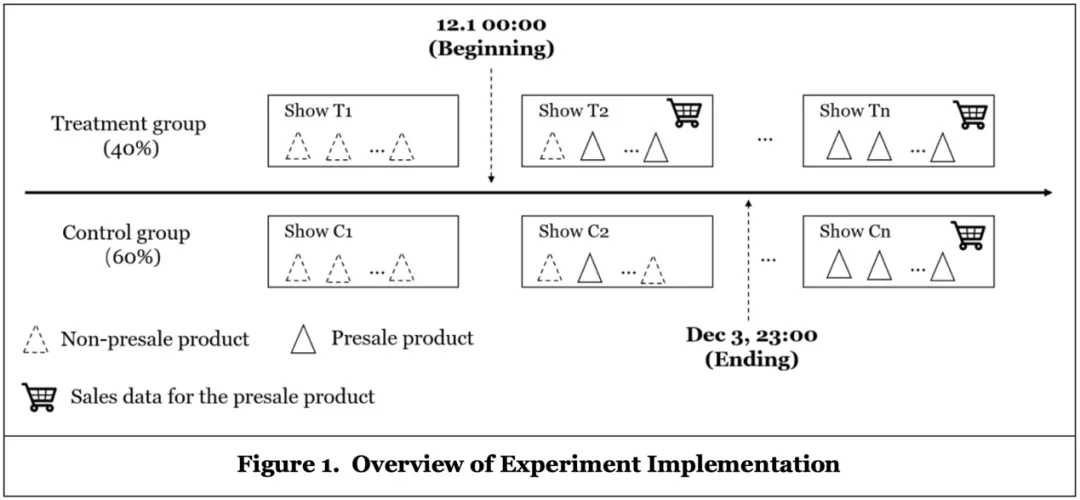 12.1 00:00
(Beginning)
Treatment group
(40%)
Show T1
...
Show T2
...
...
Show Tn
...
Control group
(60%)
Show C1
...
Show C2
...
...
Show Cn
...
Non-presale product
Presale product
Dec 3, 23:00
(Ending)
Sales data for the presale product
Figure 1. Overview of Experiment Implementation